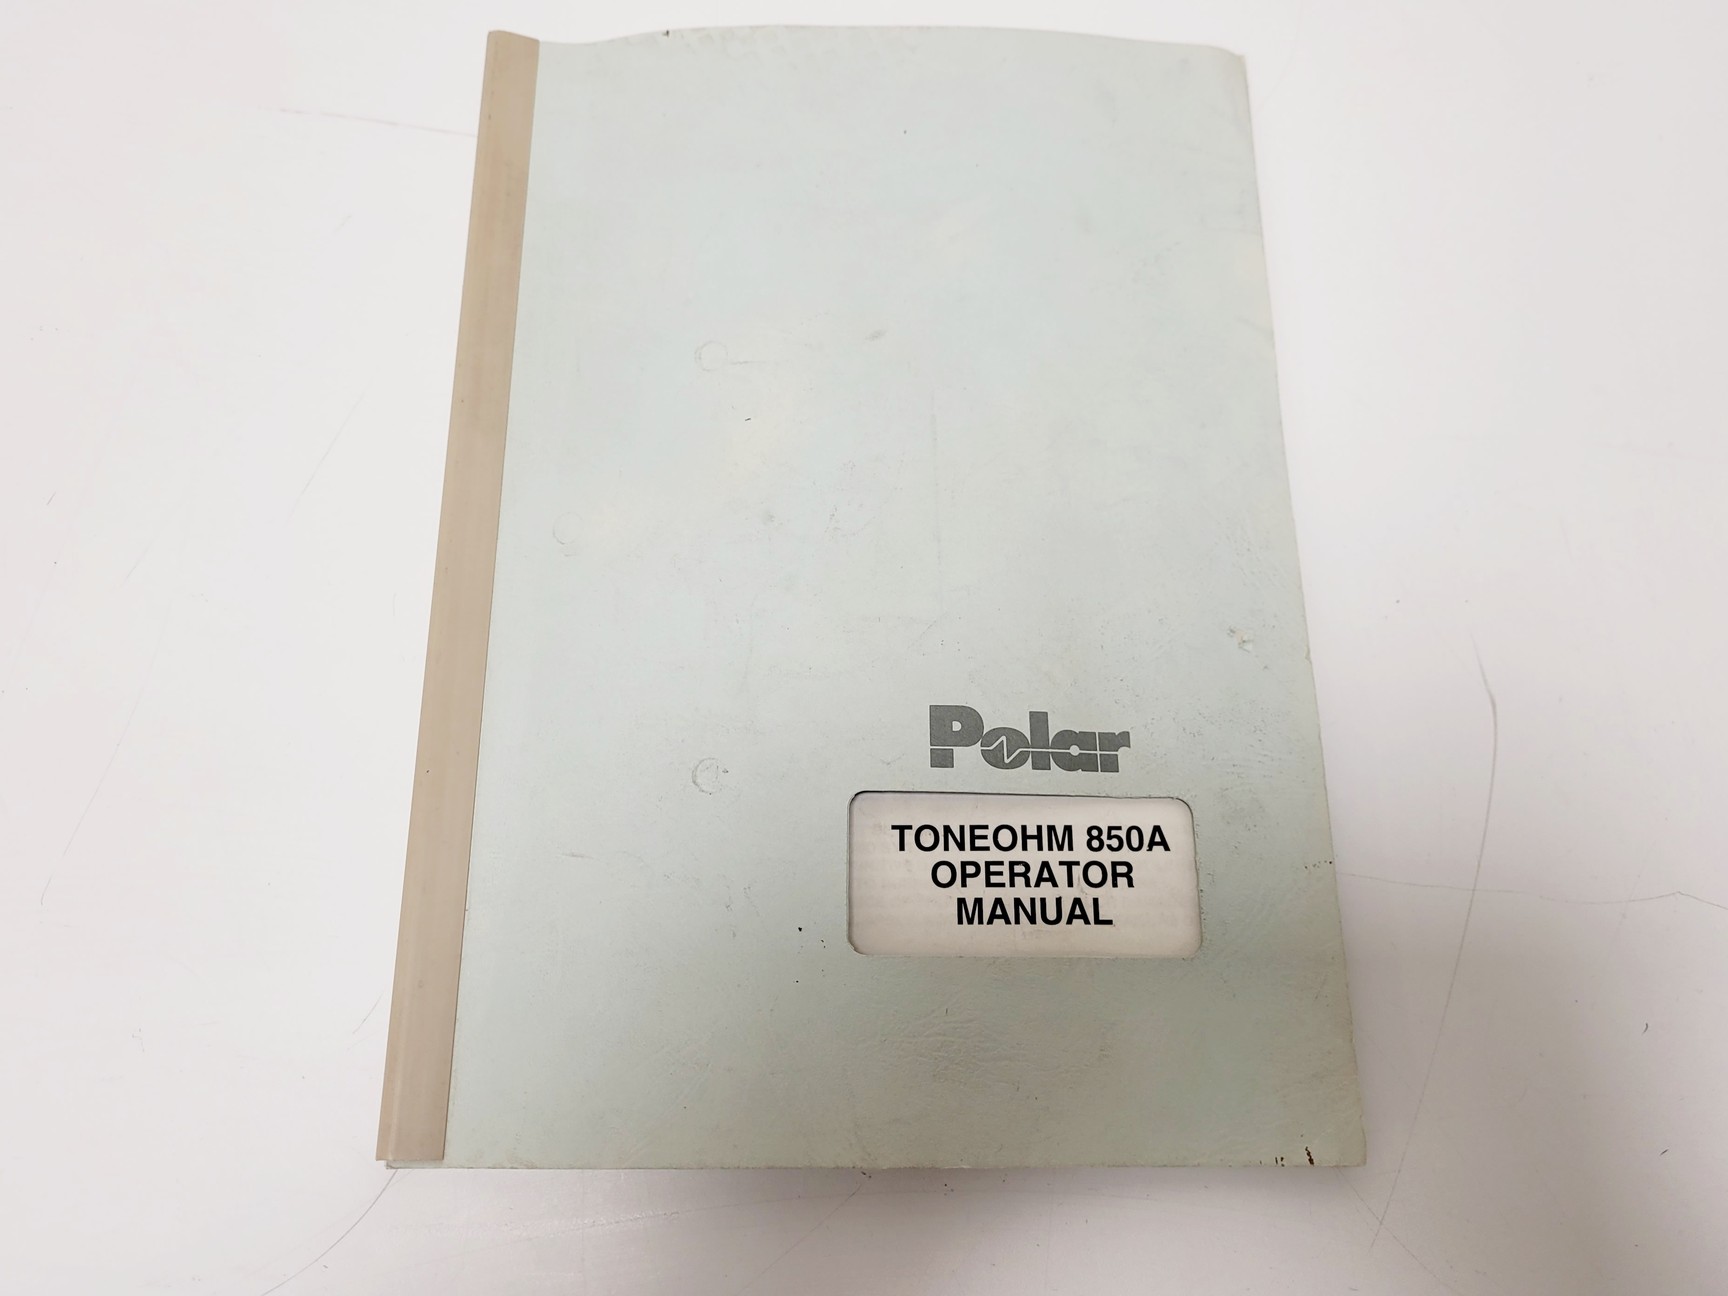 Polar
TONEOHM 850A
OPERATOR
MANUAL